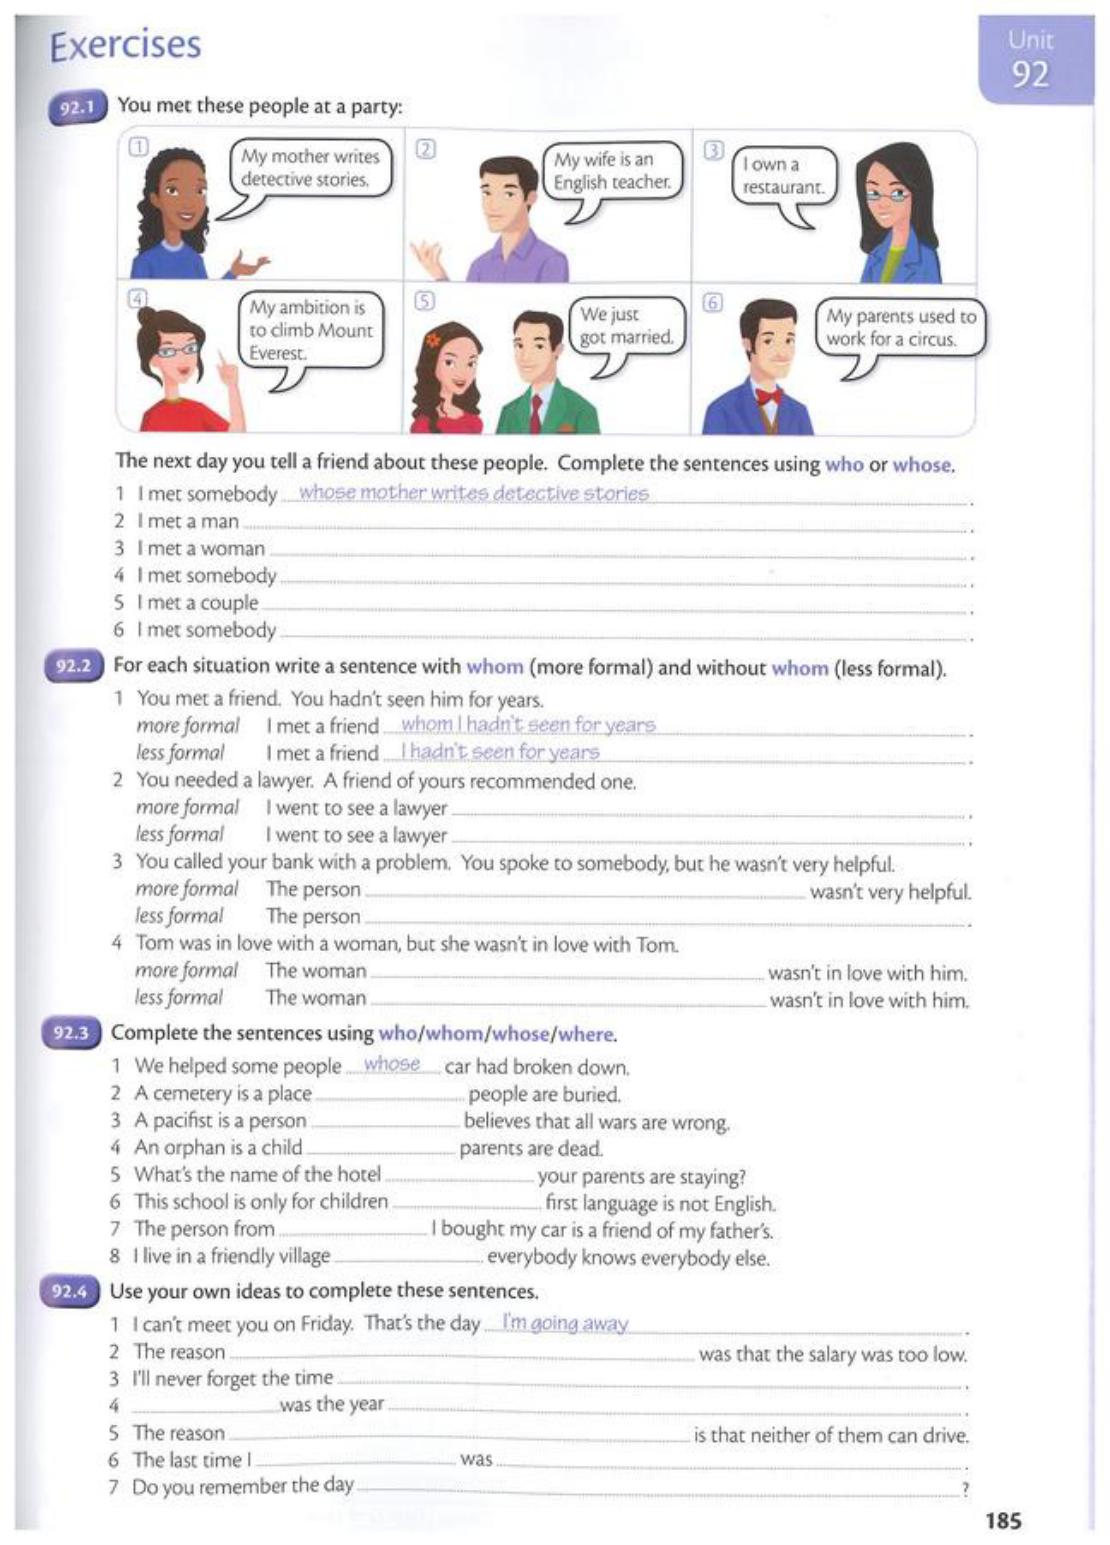 Exercises
Unit
92
92.1 You met these people at a party:
1
My mother writes
detective stories.
2
My wife is an
English teacher.
3
I own a
restaurant.
4
My ambition is
to climb Mount
Everest.
5
We just
got married.
6
My parents used to
work for a circus.
The next day you tell a friend about these people. Complete the sentences using who or whose.
1 I met somebody whose mother writes detective stories .
2 I met a man .
3 I met a woman .
4 I met somebody .
5 I met a couple .
6 I met somebody .
92.2 For each situation write a sentence with whom (more formal) and without whom (less formal).
1 You met a friend. You hadn't seen him for years.
more formal I met a friend whom I hadn't seen for years .
less formal I met a friend I hadn't seen for years .
2 You needed a lawyer. A friend of yours recommended one.
more formal I went to see a lawyer .
less formal I went to see a lawyer .
3 You called your bank with a problem. You spoke to somebody, but he wasn't very helpful.
more formal The person wasn't very helpful.
less formal The person .
4 Tom was in love with a woman, but she wasn't in love with Tom.
more formal The woman wasn't in love with him.
less formal The woman wasn't in love with him.
92.3 Complete the sentences using who/whom/whose/where.
1 We helped some people whose car had broken down.
2 A cemetery is a place people are buried.
3 A pacifist is a person believes that all wars are wrong.
4 An orphan is a child parents are dead.
5 What's the name of the hotel your parents are staying?
6 This school is only for children first language is not English.
7 The person from I bought my car is a friend of my father's.
8 I live in a friendly village everybody knows everybody else.
92.4 Use your own ideas to complete these sentences.
1 I can't meet you on Friday. That's the day I'm going away .
2 The reason was that the salary was too low.
3 I'll never forget the time .
4 was the year .
5 The reason is that neither of them can drive.
6 The last time I was .
7 Do you remember the day ?
185